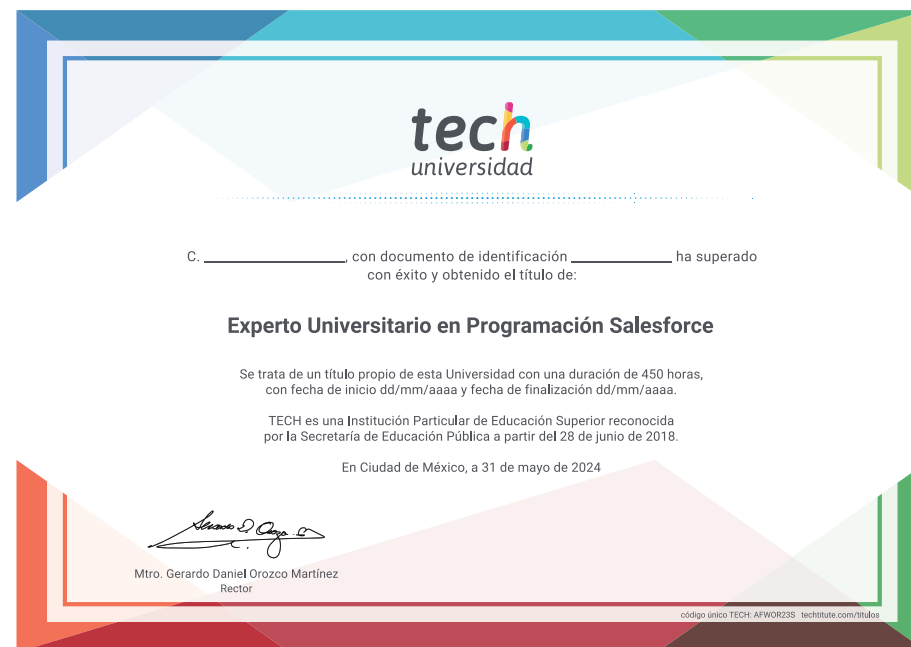 tech
universidad
C. ____________________, con documento de identificación ______________ ha superado
con éxito y obtenido el título de:
Experto Universitario en Programación Salesforce
Se trata de un título propio de esta Universidad con una duración de 450 horas,
con fecha de inicio dd/mm/aaaa y fecha de finalización dd/mm/aaaa.
TECH es una Institución Particular de Educación Superior reconocida
por la Secretaría de Educación Pública a partir del 28 de junio de 2018.
En Ciudad de México, a 31 de mayo de 2024
Mtro. Gerardo Daniel Orozco Martínez
Rector
código único TECH: AFWOR23S techtitute.com/titulos